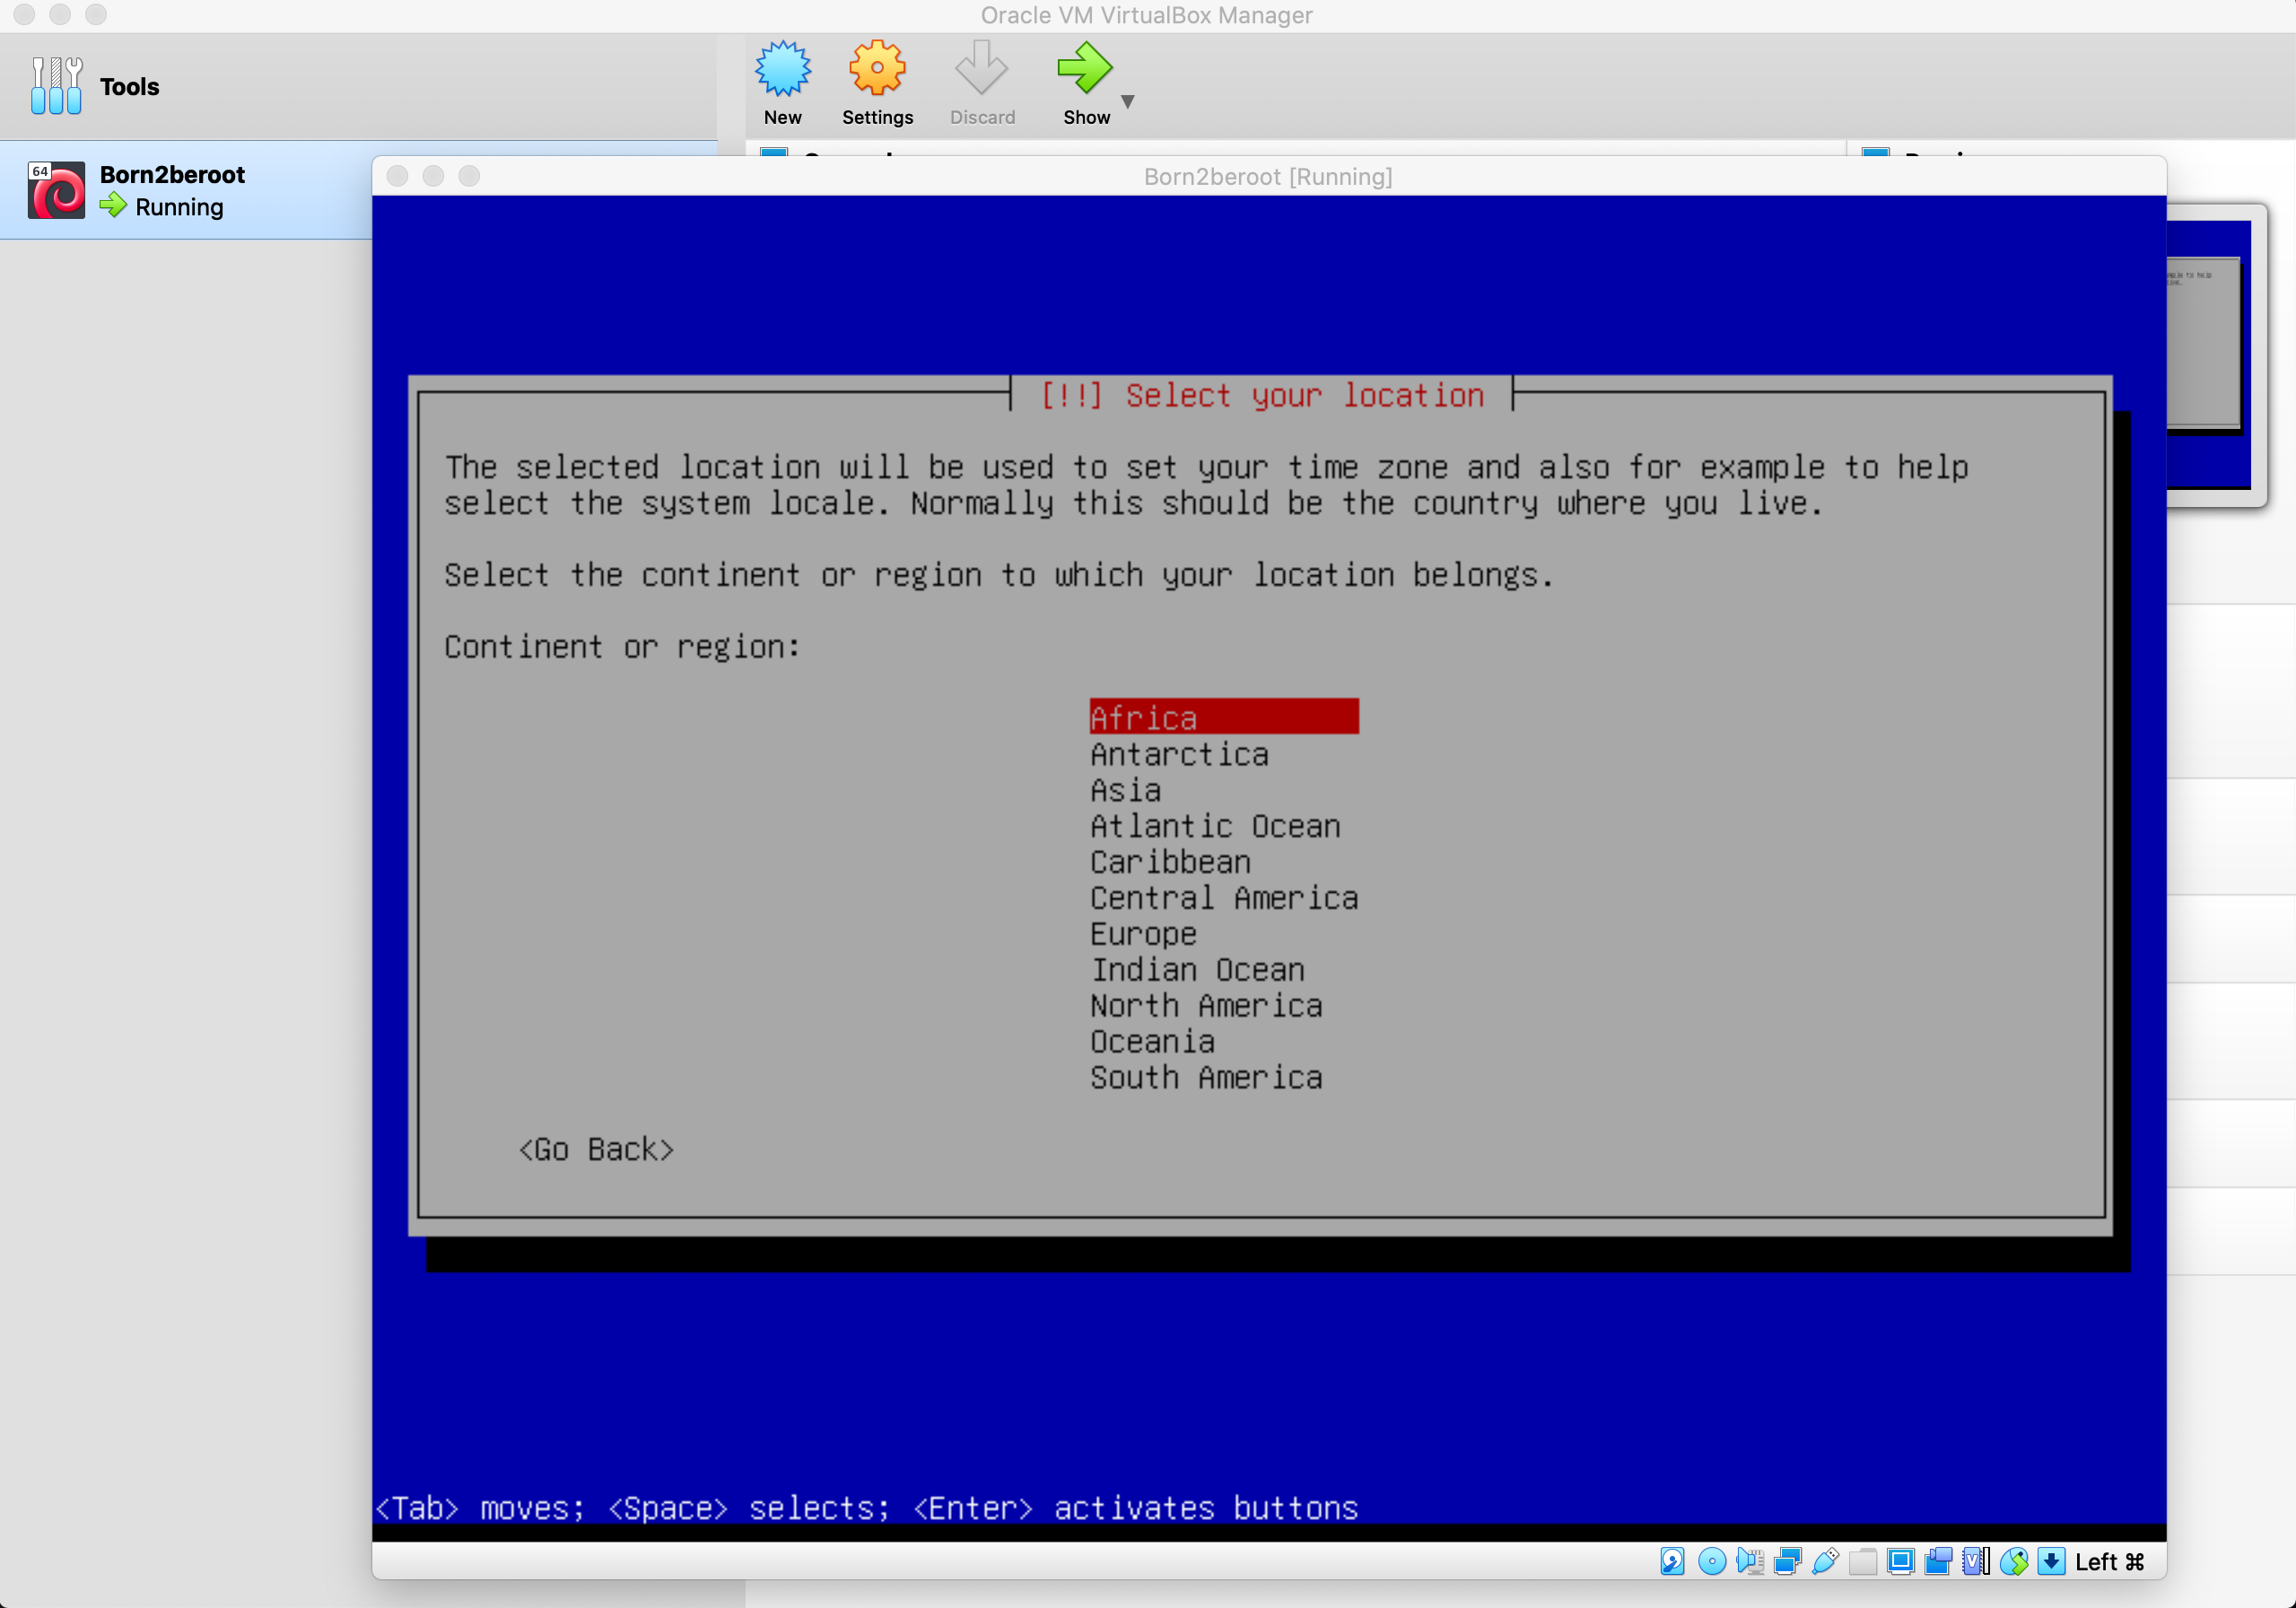 Oracle VM VirtualBox Manager
Tools
New
Settings
Discard
Show
64
Born2beroot
Running
Born2beroot [Running]
[!!] Select your location
The selected location will be used to set your time zone and also for example to help
select the system locale. Normally this should be the country where you live.
Select the continent or region to which your location belongs.
Continent or region:
Africa
Antarctica
Asia
Atlantic Ocean
Caribbean
Central America
Europe
Indian Ocean
North America
Oceania
South America
<Go Back>
<Tab> moves; <Space> selects; <Enter> activates buttons
Left ⌘